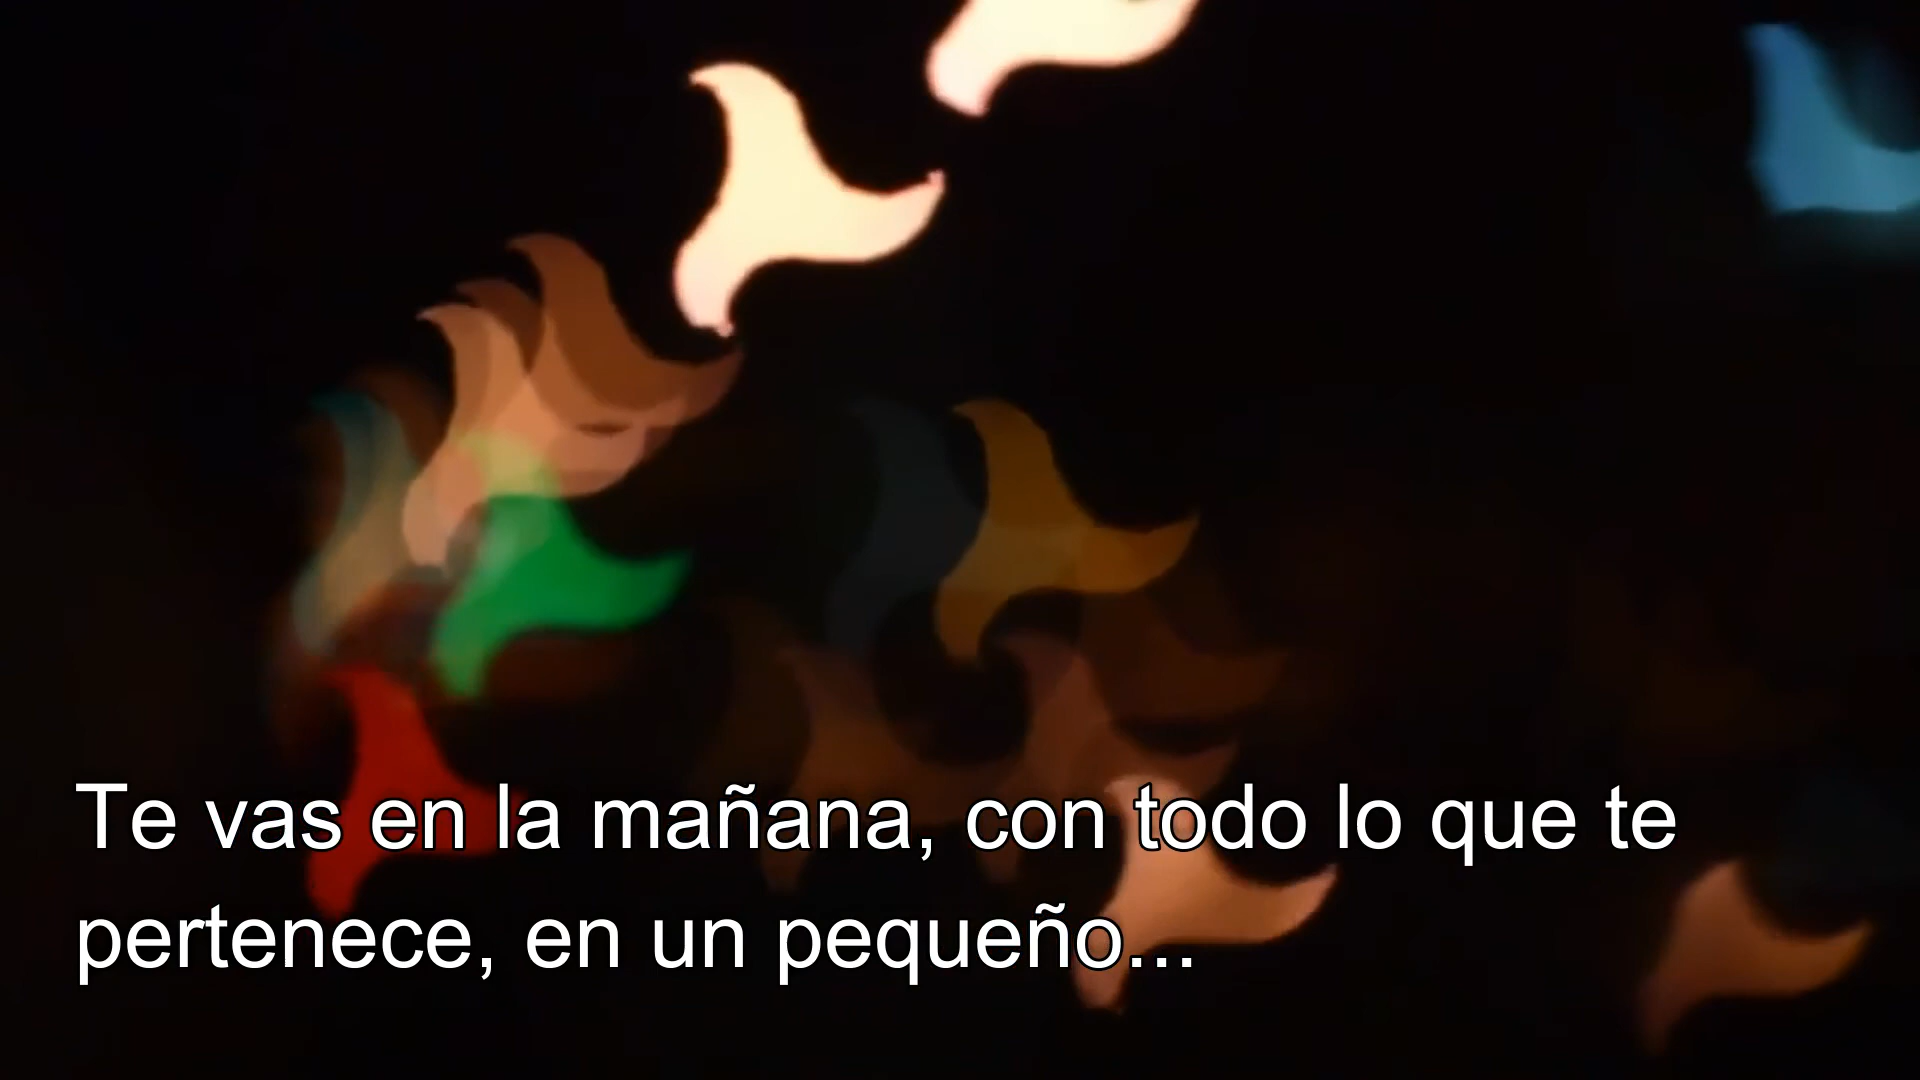 Te vas en la mañana, con todo lo que te
pertenece, en un pequeño...